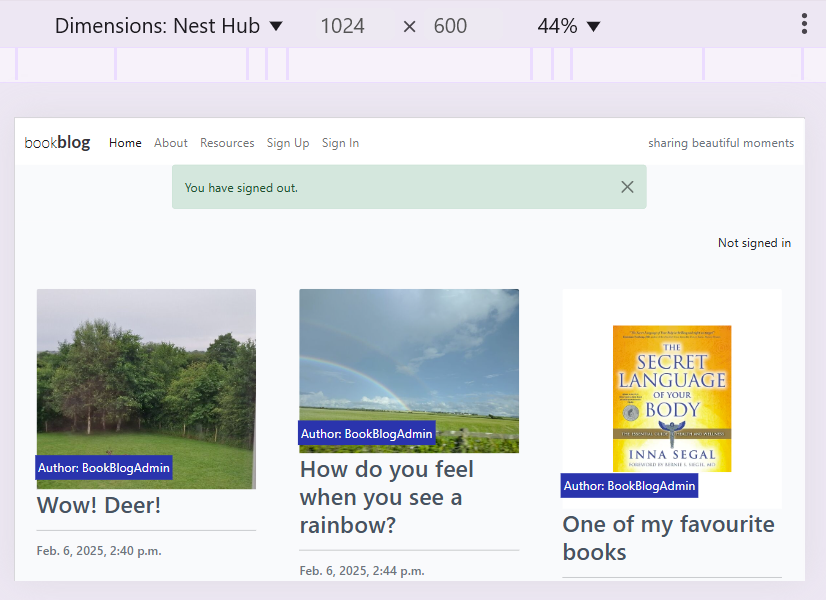 Dimensions: Nest Hub 1024 × 600 44%
bookblog Home About Resources Sign Up Sign In sharing beautiful moments
You have signed out.
Not signed in
Author: BookBlogAdmin
Wow! Deer!
Feb. 6, 2025, 2:40 p.m.
Author: BookBlogAdmin
How do you feel
when you see a
rainbow?
Feb. 6, 2025, 2:44 p.m.
THE
SECRET
LANGUAGE
OF YOUR
BODY
INNA SEGAL
Author: BookBlogAdmin
One of my favourite
books